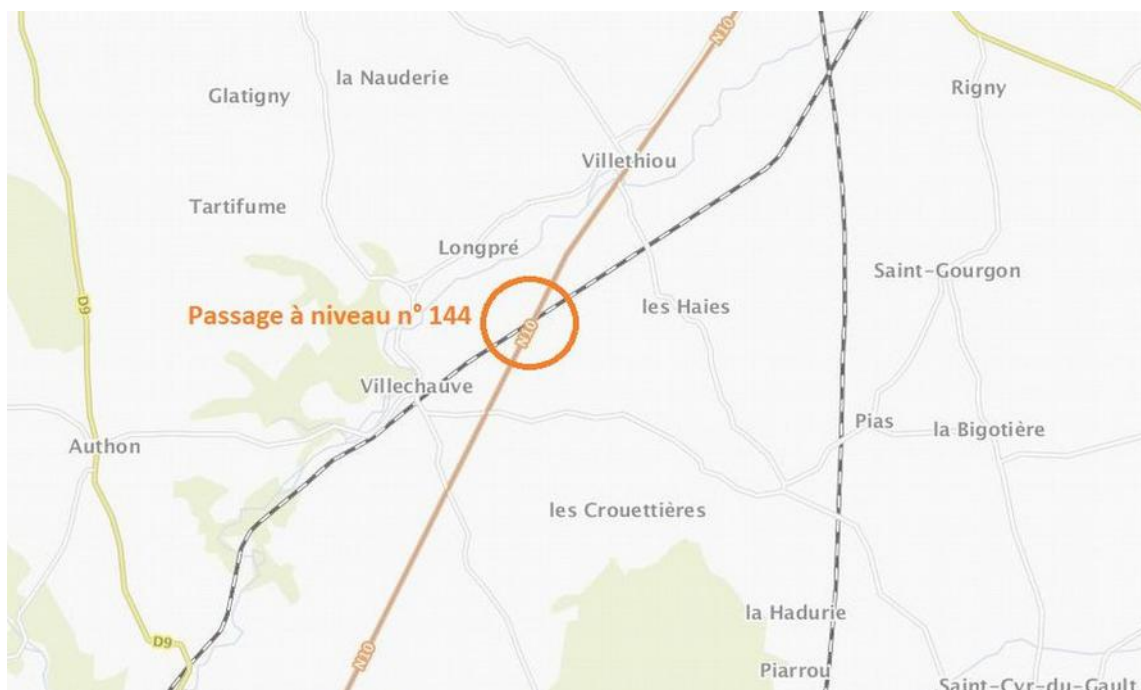 N10
la Nauderie
Glatigny
Rigny
Villethiou
Tartifume
Longpré
Saint-Gourgon
D9
les Haies
Passage à niveau n° 144
N10
Villechauve
Pias
la Bigotière
Authon
les Crouettières
la Hadurie
D9
N10
Piarrou
Saint-Cyr-du-Gault